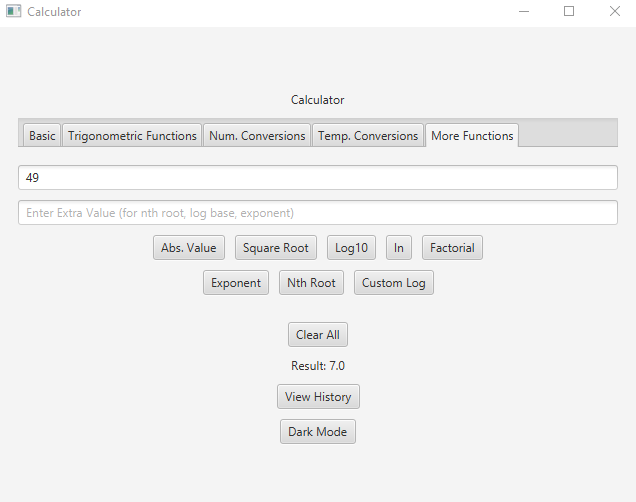 Calculator
Calculator
Basic Trigonometric Functions Num. Conversions Temp. Conversions More Functions
49
Enter Extra Value (for nth root, log base, exponent)
Abs. Value Square Root Log10 ln Factorial
Exponent Nth Root Custom Log
Clear All
Result: 7.0
View History
Dark Mode